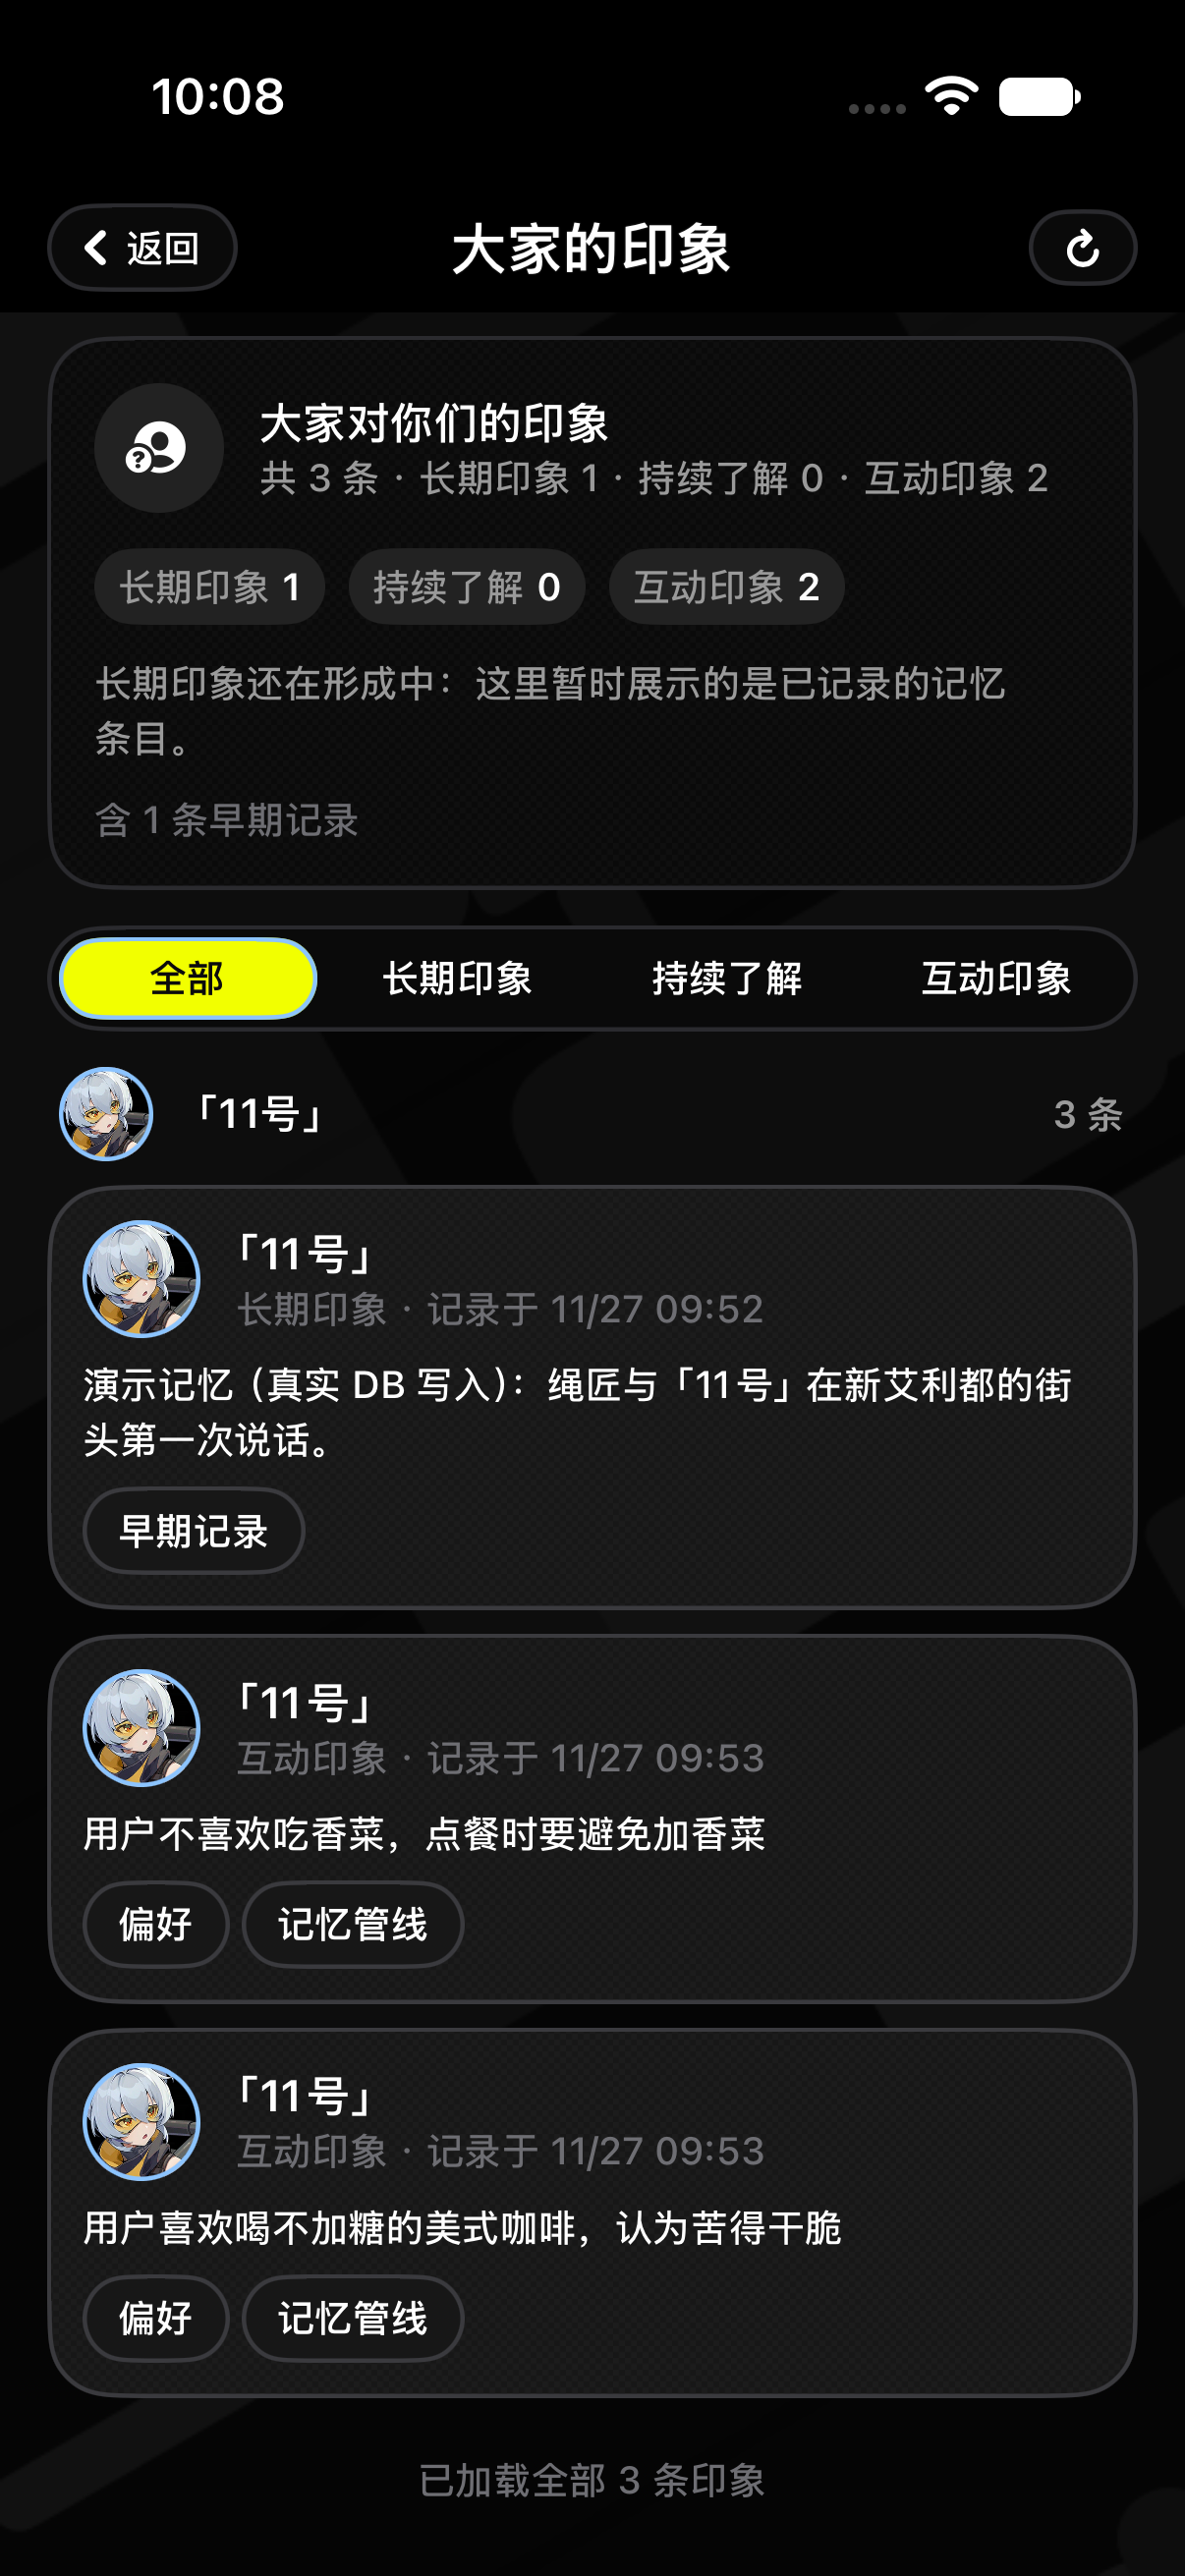 10:08
返回
大家的印象
大家对你们的印象
共 3 条 · 长期印象 1 · 持续了解 0 · 互动印象 2
长期印象 1
持续了解 0
互动印象 2
长期印象还在形成中：这里暂时展示的是已记录的记忆
条目。
含 1 条早期记录
全部
长期印象
持续了解
互动印象
「11号」
3 条
「11号」
长期印象 · 记录于 11/27 09:52
演示记忆（真实 DB 写入）：绳匠与「11号」在新艾利都的街
头第一次说话。
早期记录
「11号」
互动印象 · 记录于 11/27 09:53
用户不喜欢吃香菜，点餐时要避免加香菜
偏好
记忆管线
「11号」
互动印象 · 记录于 11/27 09:53
用户喜欢喝不加糖的美式咖啡，认为苦得干脆
偏好
记忆管线
已加载全部 3 条印象